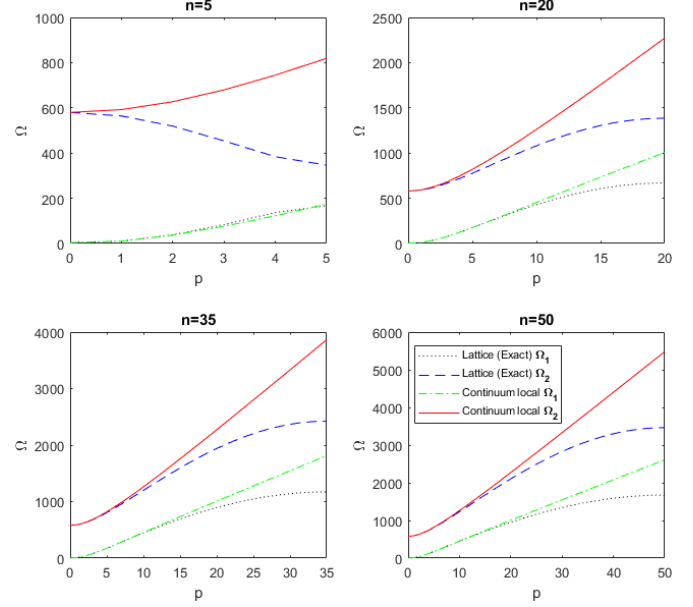 n=5
1000
800
600
400
200
0
Ω
0 1 2 3 4 5
p
n=20
2500
2000
1500
1000
500
0
Ω
0 5 10 15 20
p
n=35
4000
3000
2000
1000
0
Ω
0 5 10 15 20 25 30 35
p
n=50
6000
5000
4000
3000
2000
1000
0
Ω
Lattice (Exact) Ω₁
Lattice (Exact) Ω₂
Continuum local Ω₁
Continuum local Ω₂
0 10 20 30 40 50
p